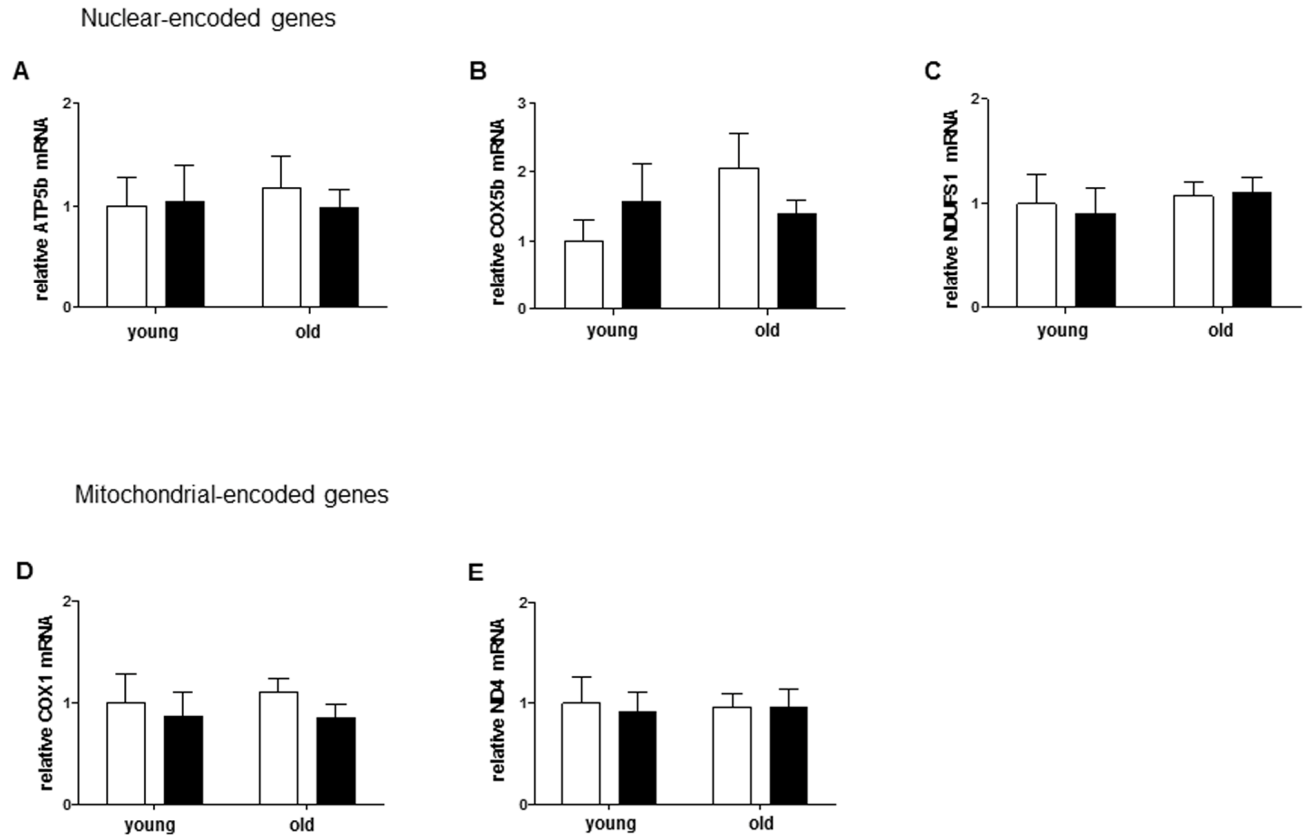 Nuclear-encoded genes
A
B
C
relative ATP5b mRNA
2
1
0
young
old
relative COX5b mRNA
3
2
1
0
young
old
relative NDUFS1 mRNA
2
1
0
young
old
Mitochondrial-encoded genes
D
E
relative COX1 mRNA
2
1
0
young
old
relative ND4 mRNA
2
1
0
young
old